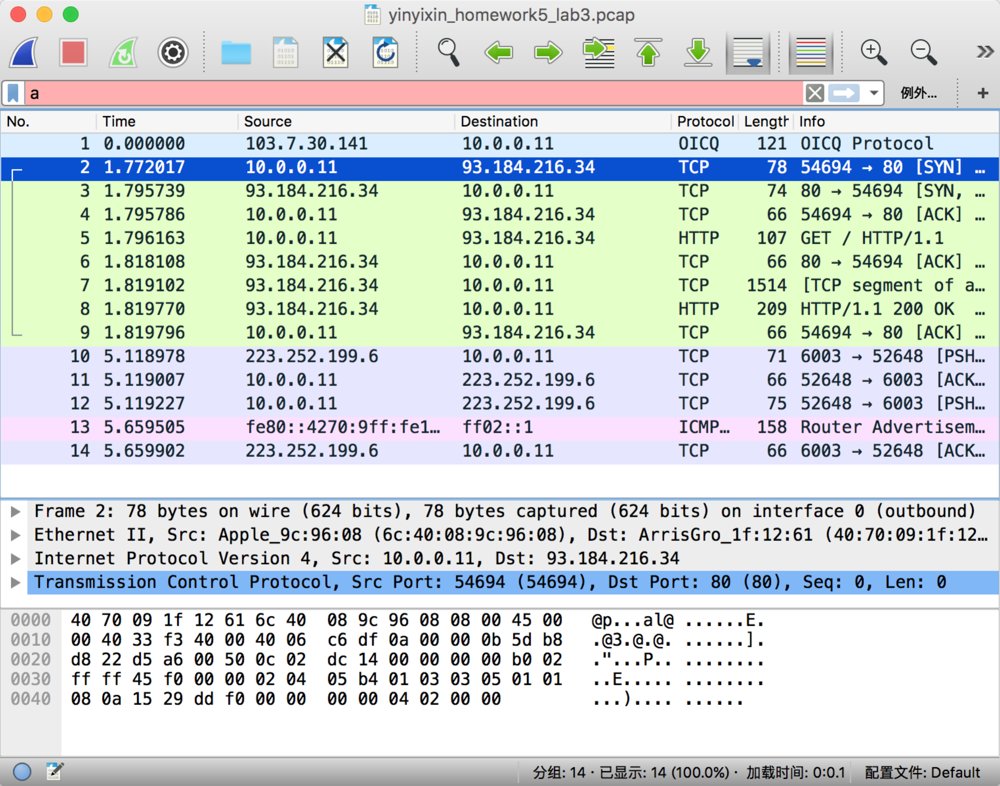 yinyixin_homework5_lab3.pcap
a 例外... +
No. Time Source Destination Protocol Length Info
1 0.000000 103.7.30.141 10.0.0.11 OICQ 121 OICQ Protocol
2 1.772017 10.0.0.11 93.184.216.34 TCP 78 54694 → 80 [SYN] …
3 1.795739 93.184.216.34 10.0.0.11 TCP 74 80 → 54694 [SYN, …
4 1.795786 10.0.0.11 93.184.216.34 TCP 66 54694 → 80 [ACK] …
5 1.796163 10.0.0.11 93.184.216.34 HTTP 107 GET / HTTP/1.1
6 1.818108 93.184.216.34 10.0.0.11 TCP 66 80 → 54694 [ACK] …
7 1.819102 93.184.216.34 10.0.0.11 TCP 1514 [TCP segment of a…
8 1.819770 93.184.216.34 10.0.0.11 HTTP 209 HTTP/1.1 200 OK …
9 1.819796 10.0.0.11 93.184.216.34 TCP 66 54694 → 80 [ACK] …
10 5.118978 223.252.199.6 10.0.0.11 TCP 71 6003 → 52648 [PSH…
11 5.119007 10.0.0.11 223.252.199.6 TCP 66 52648 → 6003 [ACK…
12 5.119227 10.0.0.11 223.252.199.6 TCP 75 52648 → 6003 [PSH…
13 5.659505 fe80::4270:9ff:fe1… ff02::1 ICMP… 158 Router Advertisem…
14 5.659902 223.252.199.6 10.0.0.11 TCP 66 6003 → 52648 [ACK…
Frame 2: 78 bytes on wire (624 bits), 78 bytes captured (624 bits) on interface 0 (outbound)
Ethernet II, Src: Apple_9c:96:08 (6c:40:08:9c:96:08), Dst: ArrisGro_1f:12:61 (40:70:09:1f:12…
Internet Protocol Version 4, Src: 10.0.0.11, Dst: 93.184.216.34
Transmission Control Protocol, Src Port: 54694 (54694), Dst Port: 80 (80), Seq: 0, Len: 0
0000 40 70 09 1f 12 61 6c 40 08 9c 96 08 08 00 45 00 @p...al@ ......E.
0010 00 40 33 f3 40 00 40 06 c6 df 0a 00 00 0b 5d b8 .@3.@.@. ......].
0020 d8 22 d5 a6 00 50 0c 02 dc 14 00 00 00 00 b0 02 ."...P.. ........
0030 ff ff 45 f0 00 00 02 04 05 b4 01 03 03 05 01 01 ..E..... ........
0040 08 0a 15 29 dd f0 00 00 00 00 04 02 00 00 ...).... ......
分组: 14 · 已显示: 14 (100.0%) · 加载时间: 0:0.1 配置文件: Default